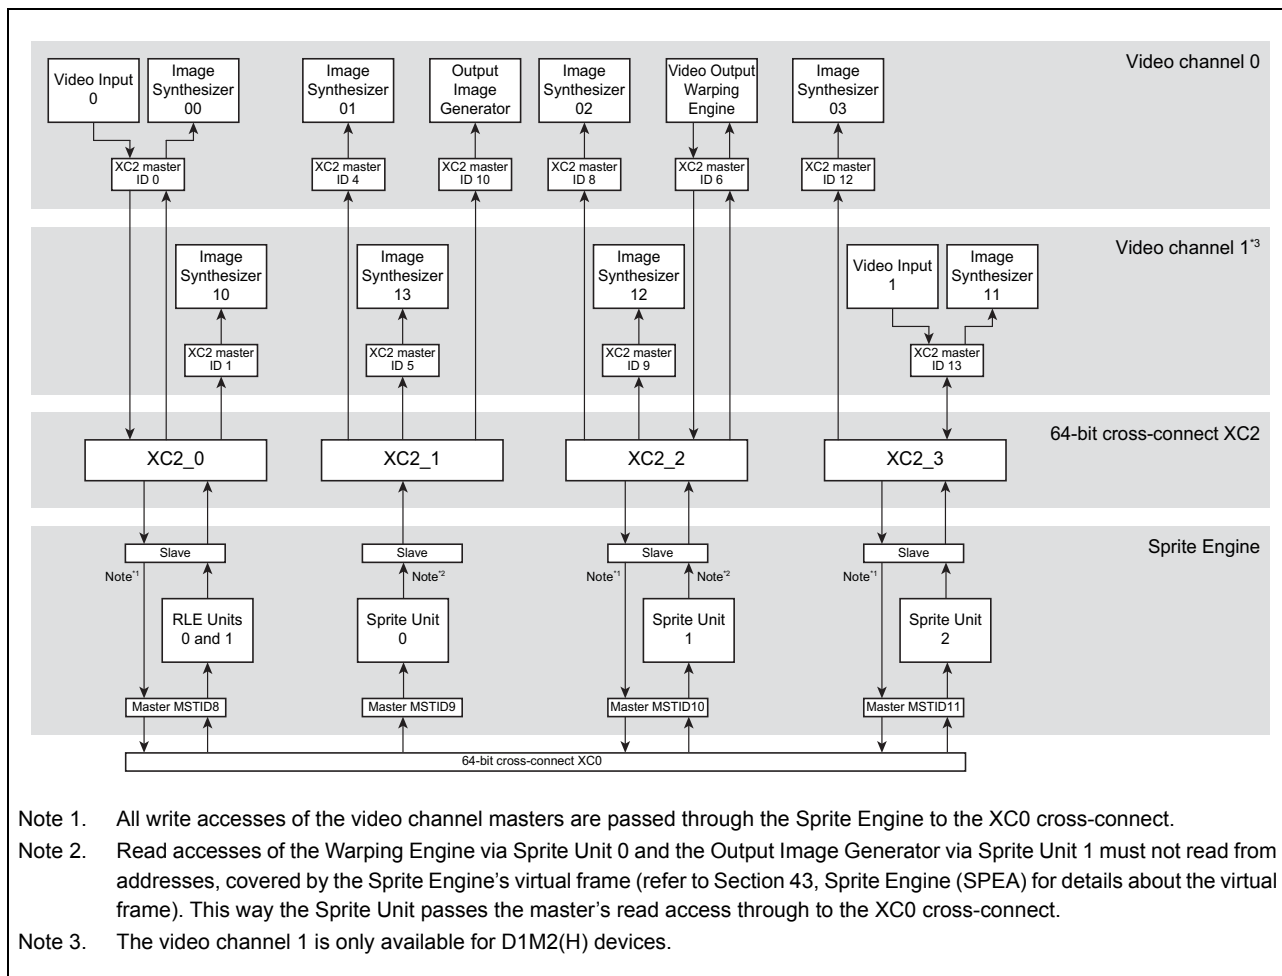 Video channel 0
Video Input
0
Image
Synthesizer
00
Image
Synthesizer
01
Output
Image
Generator
Image
Synthesizer
02
Video Output
Warping
Engine
Image
Synthesizer
03
XC2 master
ID 0
XC2 master
ID 4
XC2 master
ID 10
XC2 master
ID 8
XC2 master
ID 6
XC2 master
ID 12
Video channel 1*3
Image
Synthesizer
10
Image
Synthesizer
13
Image
Synthesizer
12
Video Input
1
Image
Synthesizer
11
XC2 master
ID 1
XC2 master
ID 5
XC2 master
ID 9
XC2 master
ID 13
64-bit cross-connect XC2
XC2_0
XC2_1
XC2_2
XC2_3
Sprite Engine
Slave
Slave
Slave
Slave
Note*1
Note*2
Note*1
Note*2
Note*1
RLE Units
0 and 1
Sprite Unit
0
Sprite Unit
1
Sprite Unit
2
Master MSTID8
Master MSTID9
Master MSTID10
Master MSTID11
64-bit cross-connect XC0
Note 1. All write accesses of the video channel masters are passed through the Sprite Engine to the XC0 cross-connect.
Note 2. Read accesses of the Warping Engine via Sprite Unit 0 and the Output Image Generator via Sprite Unit 1 must not read from
addresses, covered by the Sprite Engine's virtual frame (refer to Section 43, Sprite Engine (SPEA) for details about the virtual
frame). This way the Sprite Unit passes the master's read access through to the XC0 cross-connect.
Note 3. The video channel 1 is only available for D1M2(H) devices.